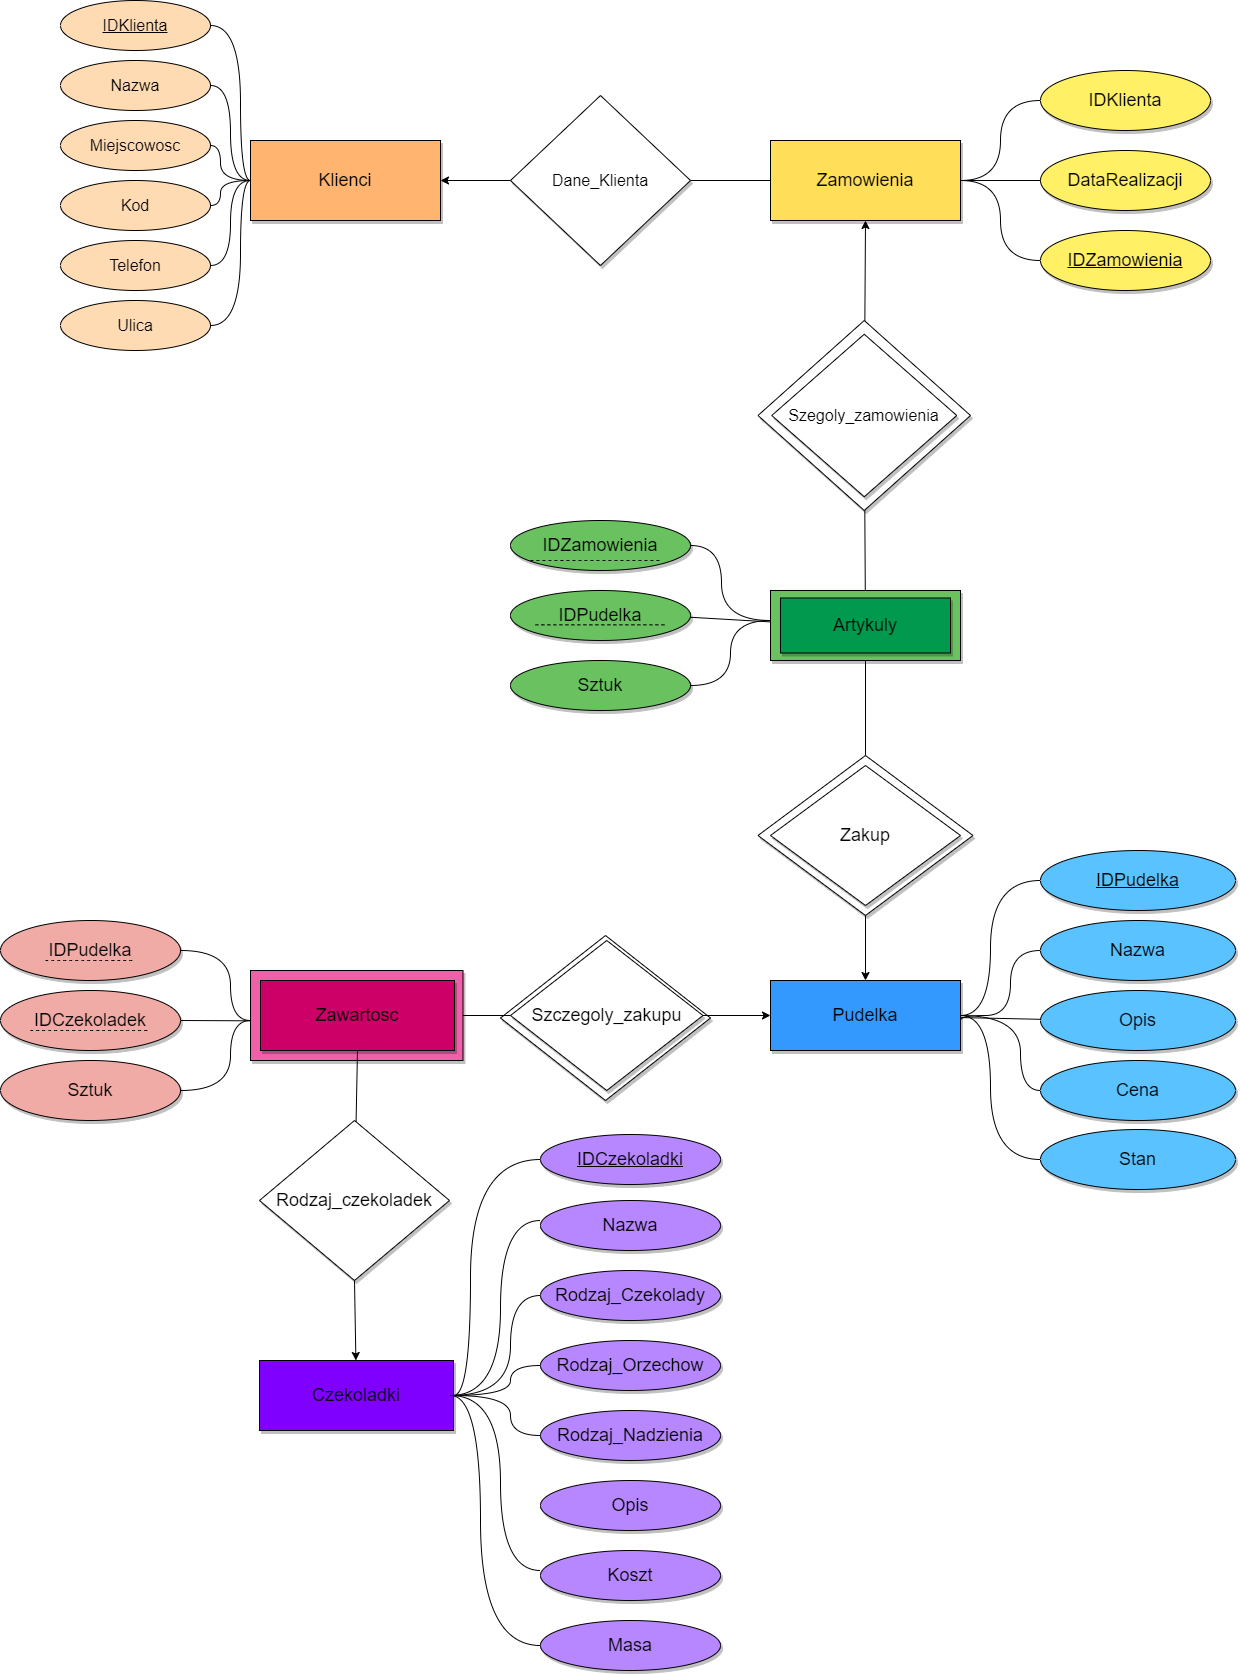 IDKlienta
Nazwa
Miejscowosc
Kod
Telefon
Ulica
Klienci
Dane_Klienta
Zamowienia
IDKlienta
DataRealizacji
IDZamowienia
Szegoly_zamowienia
IDZamowienia
IDPudelka
Sztuk
Artykuly
Zakup
IDPudelka
Nazwa
Opis
Cena
Stan
Pudelka
Szczegoly_zakupu
Zawartosc
IDPudelka
IDCzekoladek
Sztuk
Rodzaj_czekoladek
Czekoladki
IDCzekoladki
Nazwa
Rodzaj_Czekolady
Rodzaj_Orzechow
Rodzaj_Nadzienia
Opis
Koszt
Masa